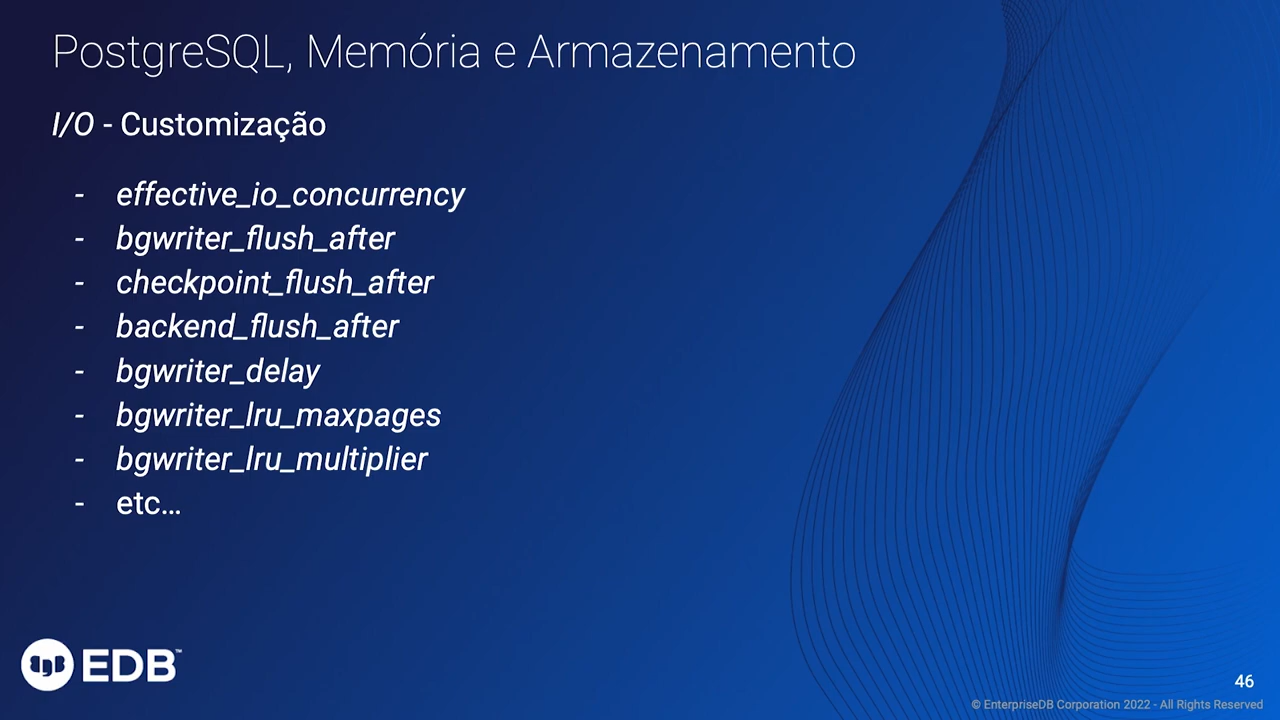 PostgreSQL, Memória e Armazenamento
I/O - Customização
- effective_io_concurrency
- bgwriter_flush_after
- checkpoint_flush_after
- backend_flush_after
- bgwriter_delay
- bgwriter_lru_maxpages
- bgwriter_lru_multiplier
- etc…
EDB™
46
© EnterpriseDB Corporation 2022 - All Rights Reserved